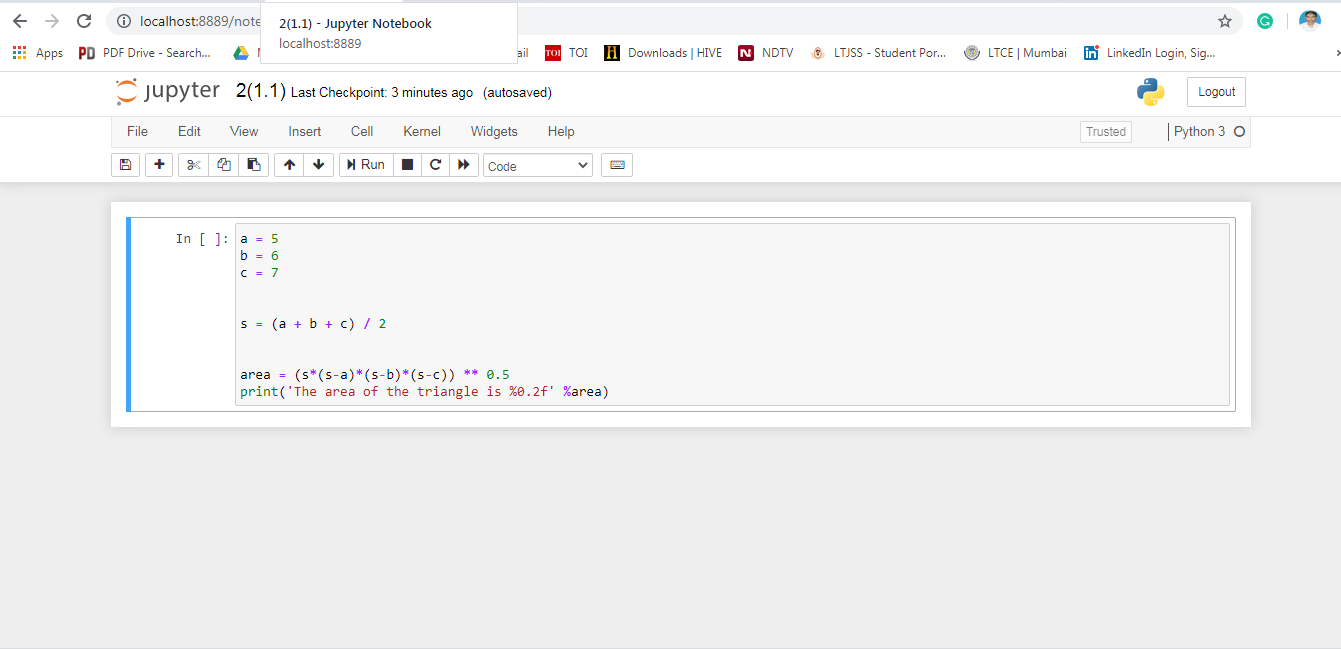 localhost:8889/note
2(1.1) - Jupyter Notebook
localhost:8889
Apps PD PDF Drive - Search... ail TOI TOI H Downloads | HIVE N NDTV LTJSS - Student Por... LTCE | Mumbai in LinkedIn Login, Sig...
jupyter 2(1.1) Last Checkpoint: 3 minutes ago (autosaved) Logout
File Edit View Insert Cell Kernel Widgets Help Trusted Python 3
Run Code
In [ ]: a = 5
b = 6
c = 7
s = (a + b + c) / 2
area = (s*(s-a)*(s-b)*(s-c)) ** 0.5
print('The area of the triangle is %0.2f' %area)